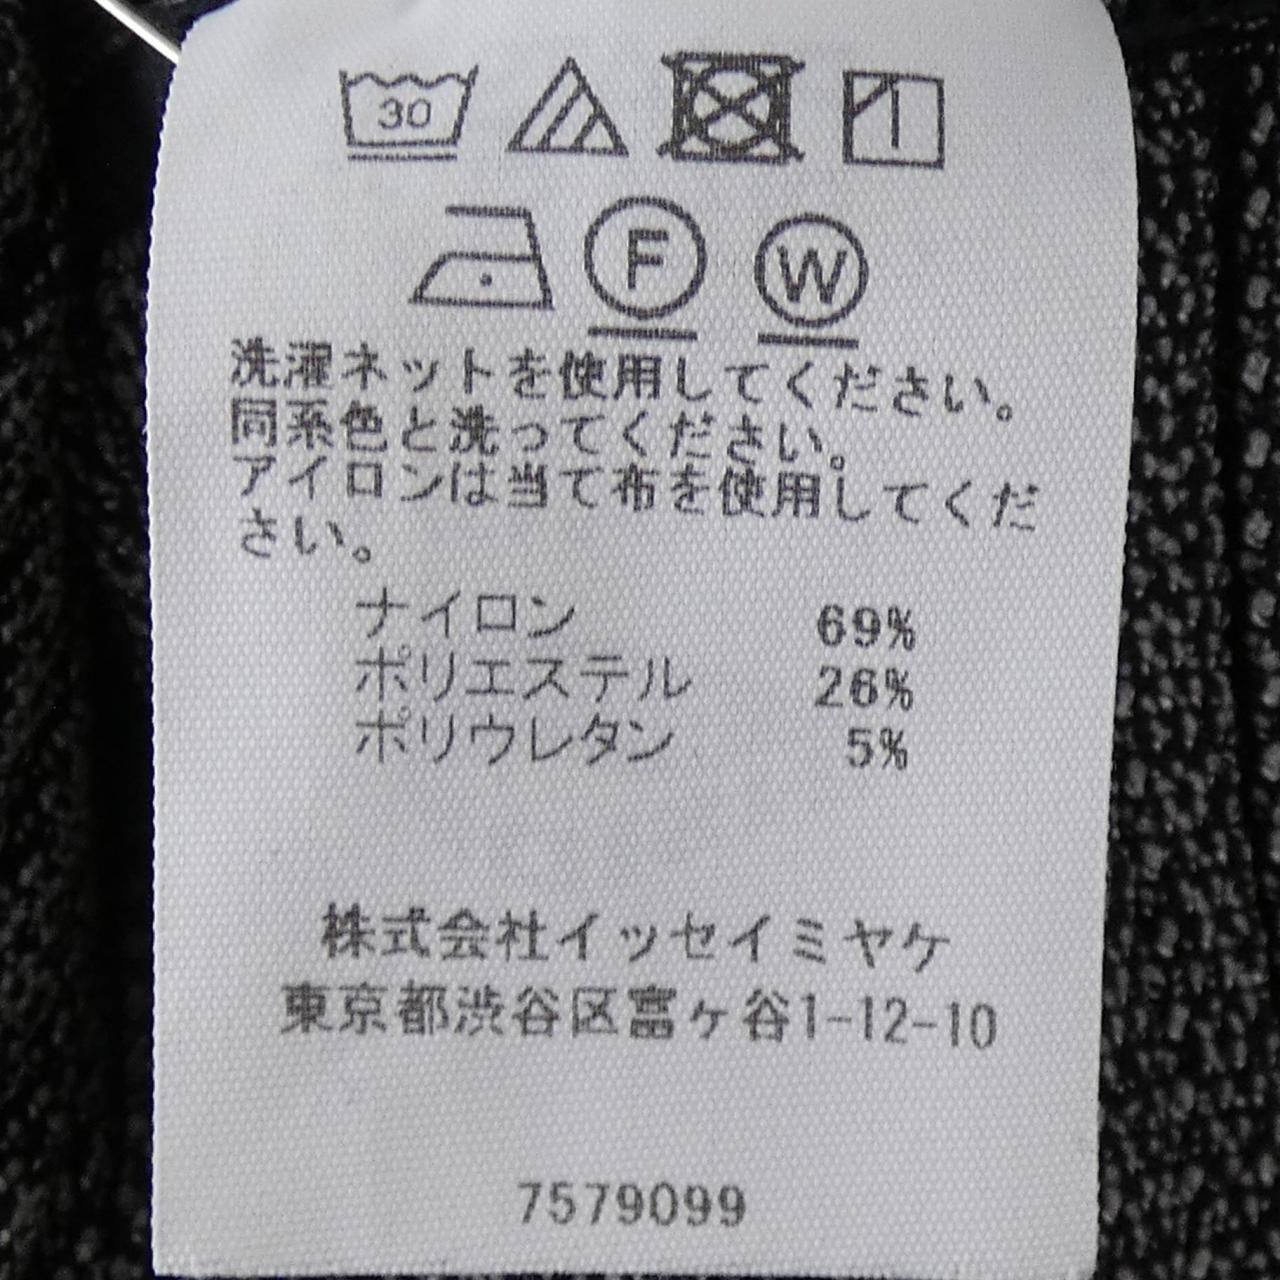 30
F W
洗濯ネットを使用してください。
同系色と洗ってください。
アイロンは当て布を使用してくだ
さい。
ナイロン 69%
ポリエステル 26%
ポリウレタン 5%
株式会社イッセイミヤケ
東京都渋谷区富ヶ谷1-12-10
7579099